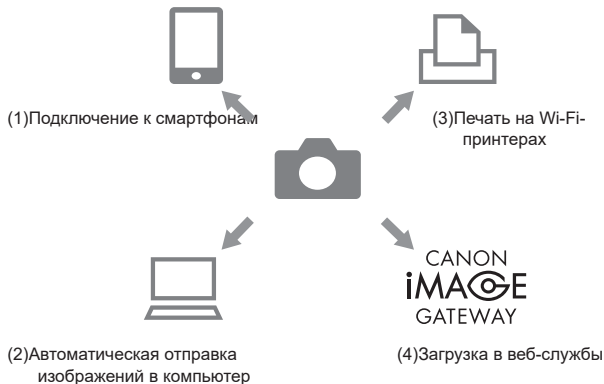 (1)Подключение к смартфонам
(3)Печать на Wi-Fi-
принтерах
CANON
iMAGE
GATEWAY
(2)Автоматическая отправка
изображений в компьютер
(4)Загрузка в веб-службы